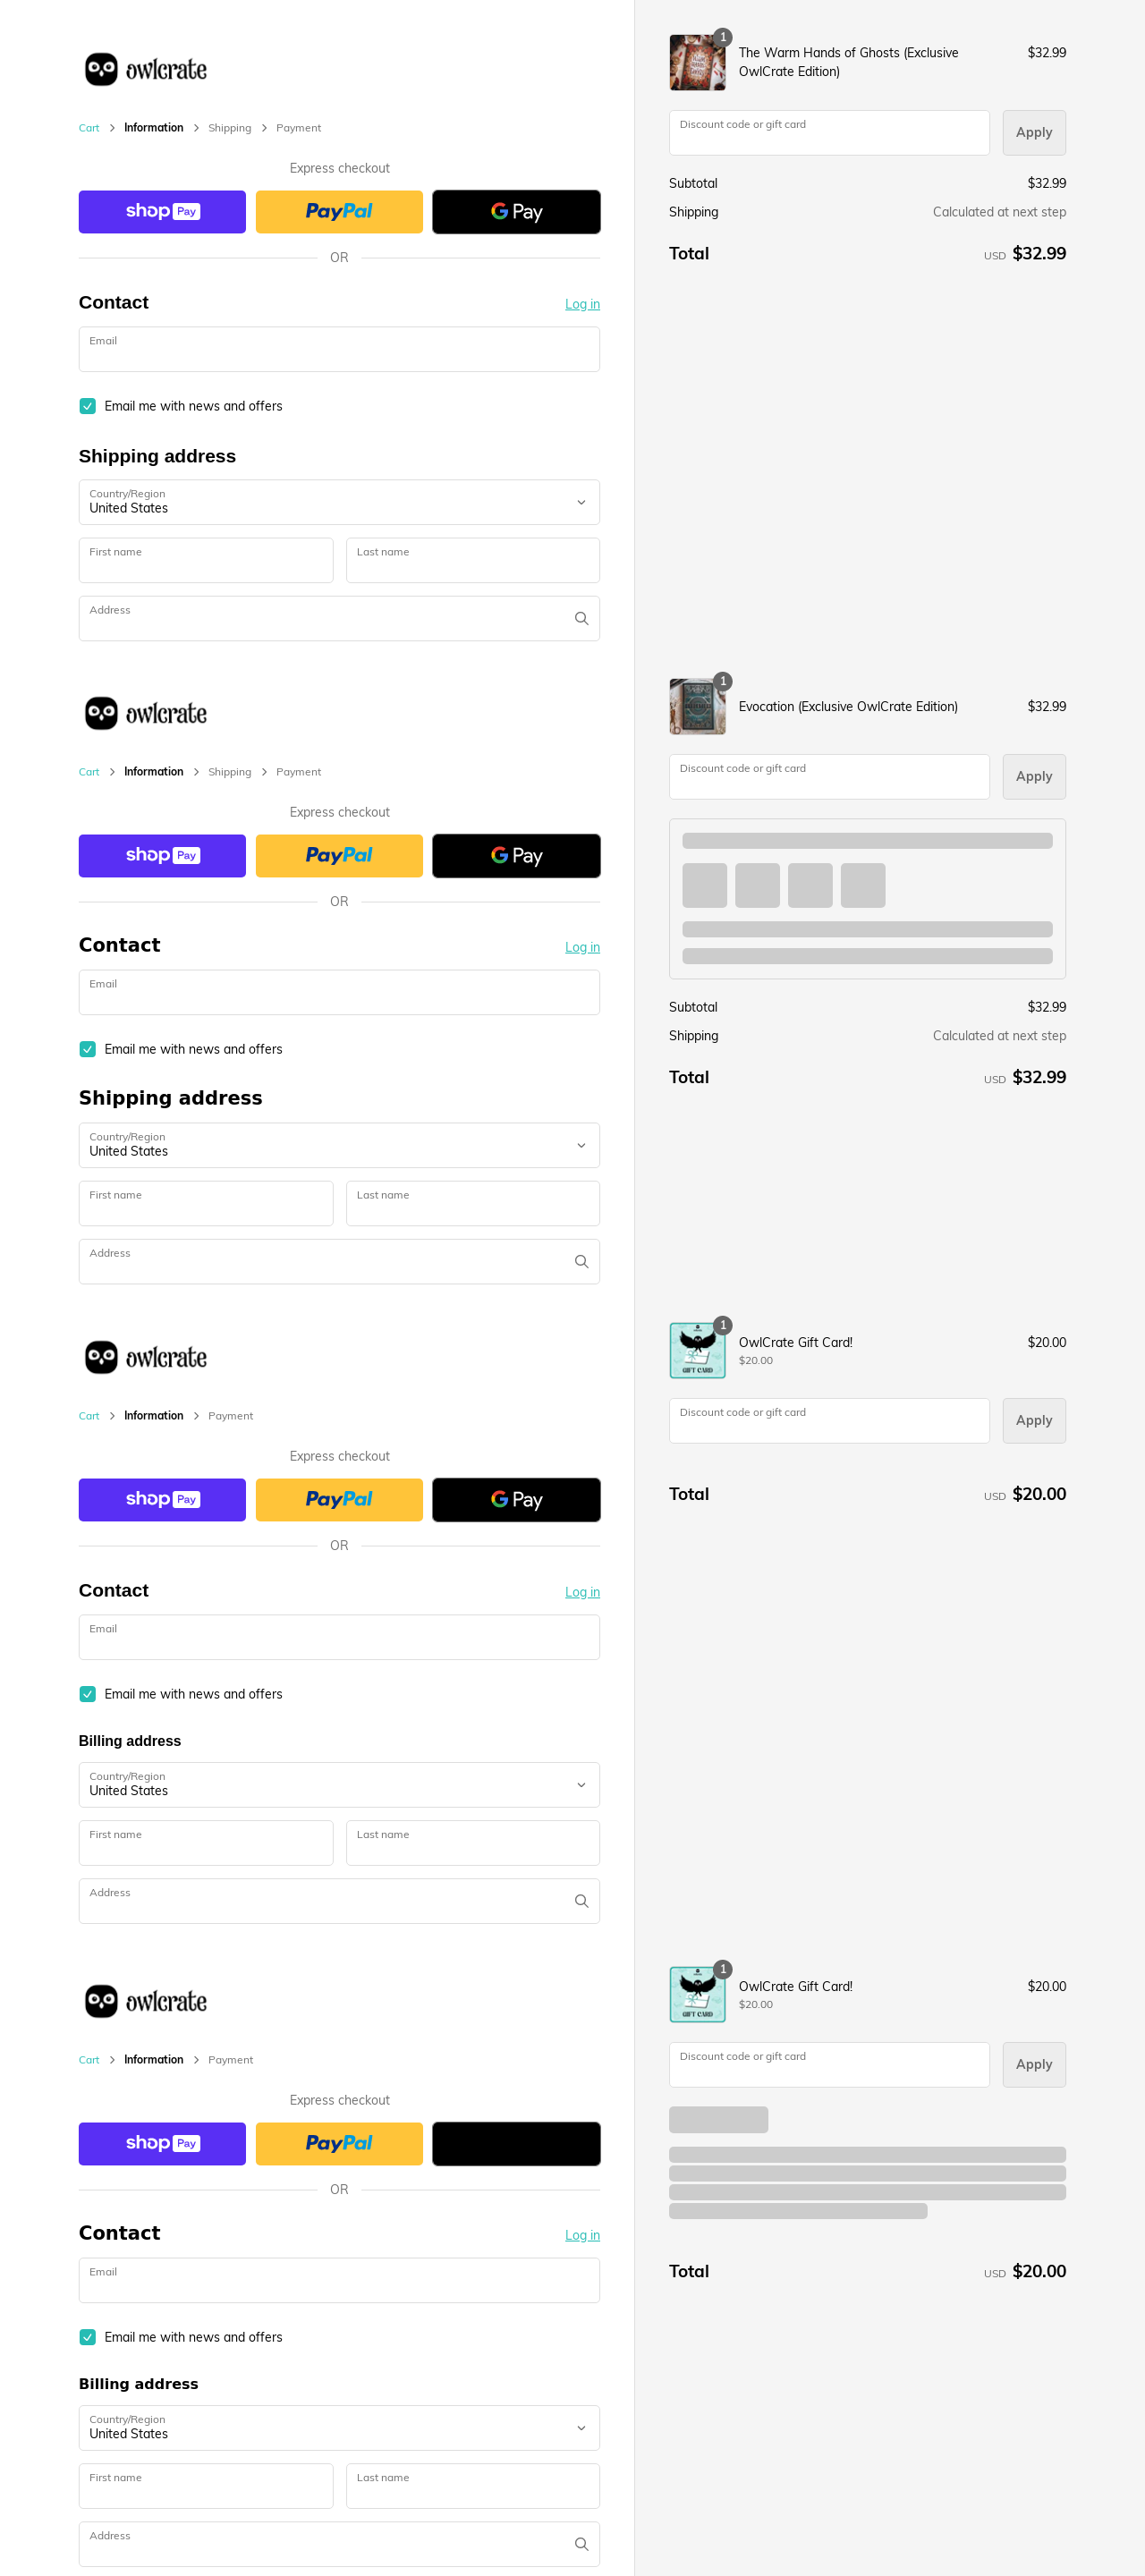 owlcrate
Cart
Information
Shipping
Payment
Express checkout
shop Pay
PayPal
G Pay
OR
Contact
Log in
Email
Email me with news and offers
Shipping address
Country/Region
United States
First name
Last name
Address
1
The Warm Hands of Ghosts (Exclusive
OwlCrate Edition)
$32.99
Discount code or gift card
Apply
Subtotal
$32.99
Shipping
Calculated at next step
Total
USD $32.99
owlcrate
Cart
Information
Shipping
Payment
Express checkout
shop Pay
PayPal
G Pay
OR
Contact
Log in
Email
Email me with news and offers
Shipping address
Country/Region
United States
First name
Last name
Address
1
Evocation (Exclusive OwlCrate Edition)
$32.99
Discount code or gift card
Apply
Subtotal
$32.99
Shipping
Calculated at next step
Total
USD $32.99
owlcrate
Cart
Information
Payment
Express checkout
shop Pay
PayPal
G Pay
OR
Contact
Log in
Email
Email me with news and offers
Billing address
Country/Region
United States
First name
Last name
Address
GIFT CARD
1
OwlCrate Gift Card!
$20.00
$20.00
Discount code or gift card
Apply
Total
USD $20.00
owlcrate
Cart
Information
Payment
Express checkout
shop Pay
PayPal
OR
Contact
Log in
Email
Email me with news and offers
Billing address
Country/Region
United States
First name
Last name
Address
GIFT CARD
1
OwlCrate Gift Card!
$20.00
$20.00
Discount code or gift card
Apply
Total
USD $20.00